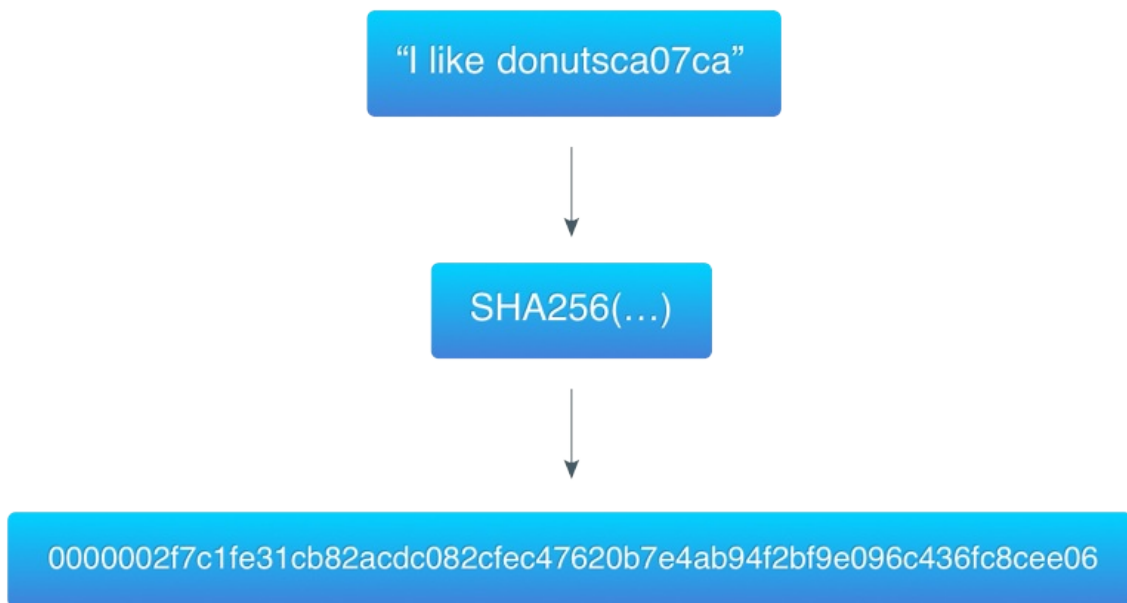 “I like donutsca07ca”
SHA256(…)
0000002f7c1fe31cb82acdc082cfec47620b7e4ab94f2bf9e096c436fc8cee06